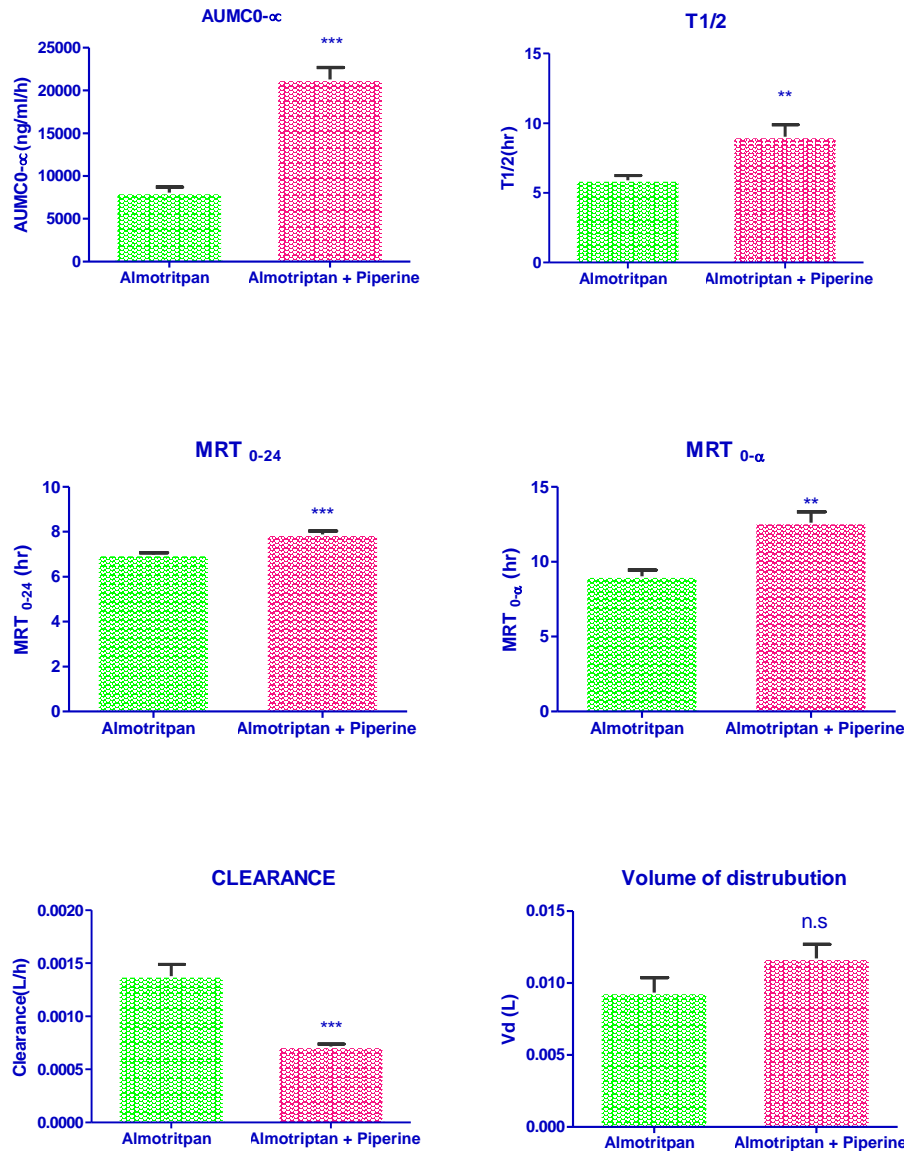 AUMC0-∝
AUMC0-∝(ng/ml/h)
25000
20000
15000
10000
5000
0
***
Almotritpan
Almotriptan + Piperine
T1/2
T1/2(hr)
15
10
5
0
**
Almotritpan
Almotriptan + Piperine
MRT 0-24
MRT 0-24 (hr)
10
8
6
4
2
0
***
Almotritpan
Almotriptan + Piperine
MRT 0-α
MRT 0-α (hr)
15
10
5
0
**
Almotritpan
Almotriptan + Piperine
CLEARANCE
Clearance(L/h)
0.0020
0.0015
0.0010
0.0005
0.0000
***
Almotritpan
Almotriptan + Piperine
Volume of distrubution
Vd (L)
0.015
0.010
0.005
0.000
n.s
Almotritpan
Almotriptan + Piperine